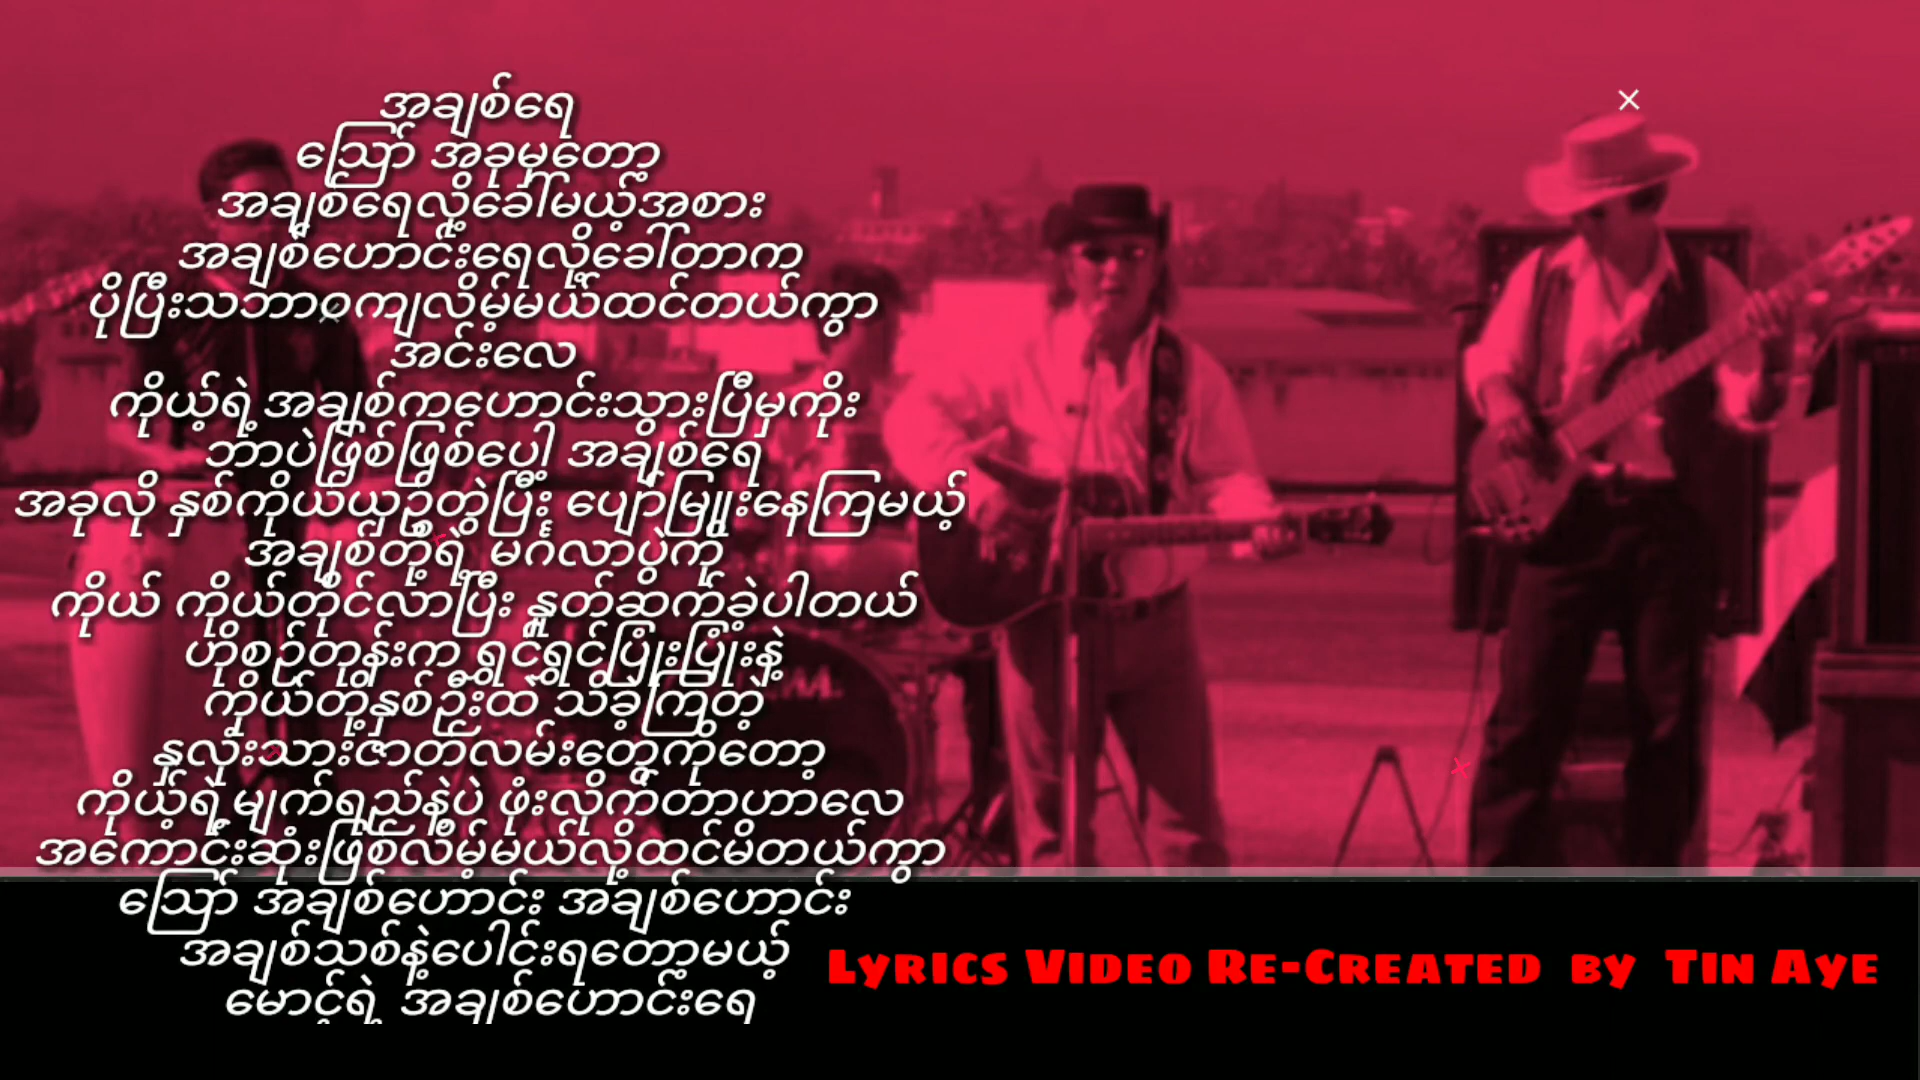 အချစ်ရေ
ဩော် အခုမှတော့
အချစ်ရေလို့ခေါ်မယ့်အစား
အချစ်ဟောင်းရေလို့ခေါ်တာက
ပိုပြီးသဘာဝကျလိမ့်မယ်ထင်တယ်ကွာ
အင်းလေ
ကိုယ့်ရဲ့အချစ်ကဟောင်းသွားပြီမှကိုး
ဘာပဲဖြစ်ဖြစ်ပေါ့ အချစ်ရေ
အခုလို နှစ်ကိုယ်ယှဉ်တွဲပြီး ပျော်မြူးနေကြမယ့်
အချစ်တို့ရဲ့ မင်္ဂလာပွဲကို
ကိုယ် ကိုယ်တိုင်လာပြီး နှုတ်ဆက်ခဲ့ပါတယ်
ဟိုစဉ်တုန်းက ရွှင်ရွှင်ပြုံးပြုံးနဲ့
ကိုယ်တို့နှစ်ဦးထဲ သိခဲ့ကြတဲ့
နှလုံးသားဇာတ်လမ်းတွေကိုတော့
ကိုယ့်ရဲ့မျက်ရည်နဲ့ပဲ ဖုံးလိုက်တာဟာလေ
အကောင်းဆုံးဖြစ်လိမ့်မယ်လို့ထင်မိတယ်ကွာ
ဩော် အချစ်ဟောင်း အချစ်ဟောင်း
အချစ်သစ်နဲ့ပေါင်းရတော့မယ့်
မောင့်ရဲ့ အချစ်ဟောင်းရေ
Lyrics Video Re-Created by Tin Aye